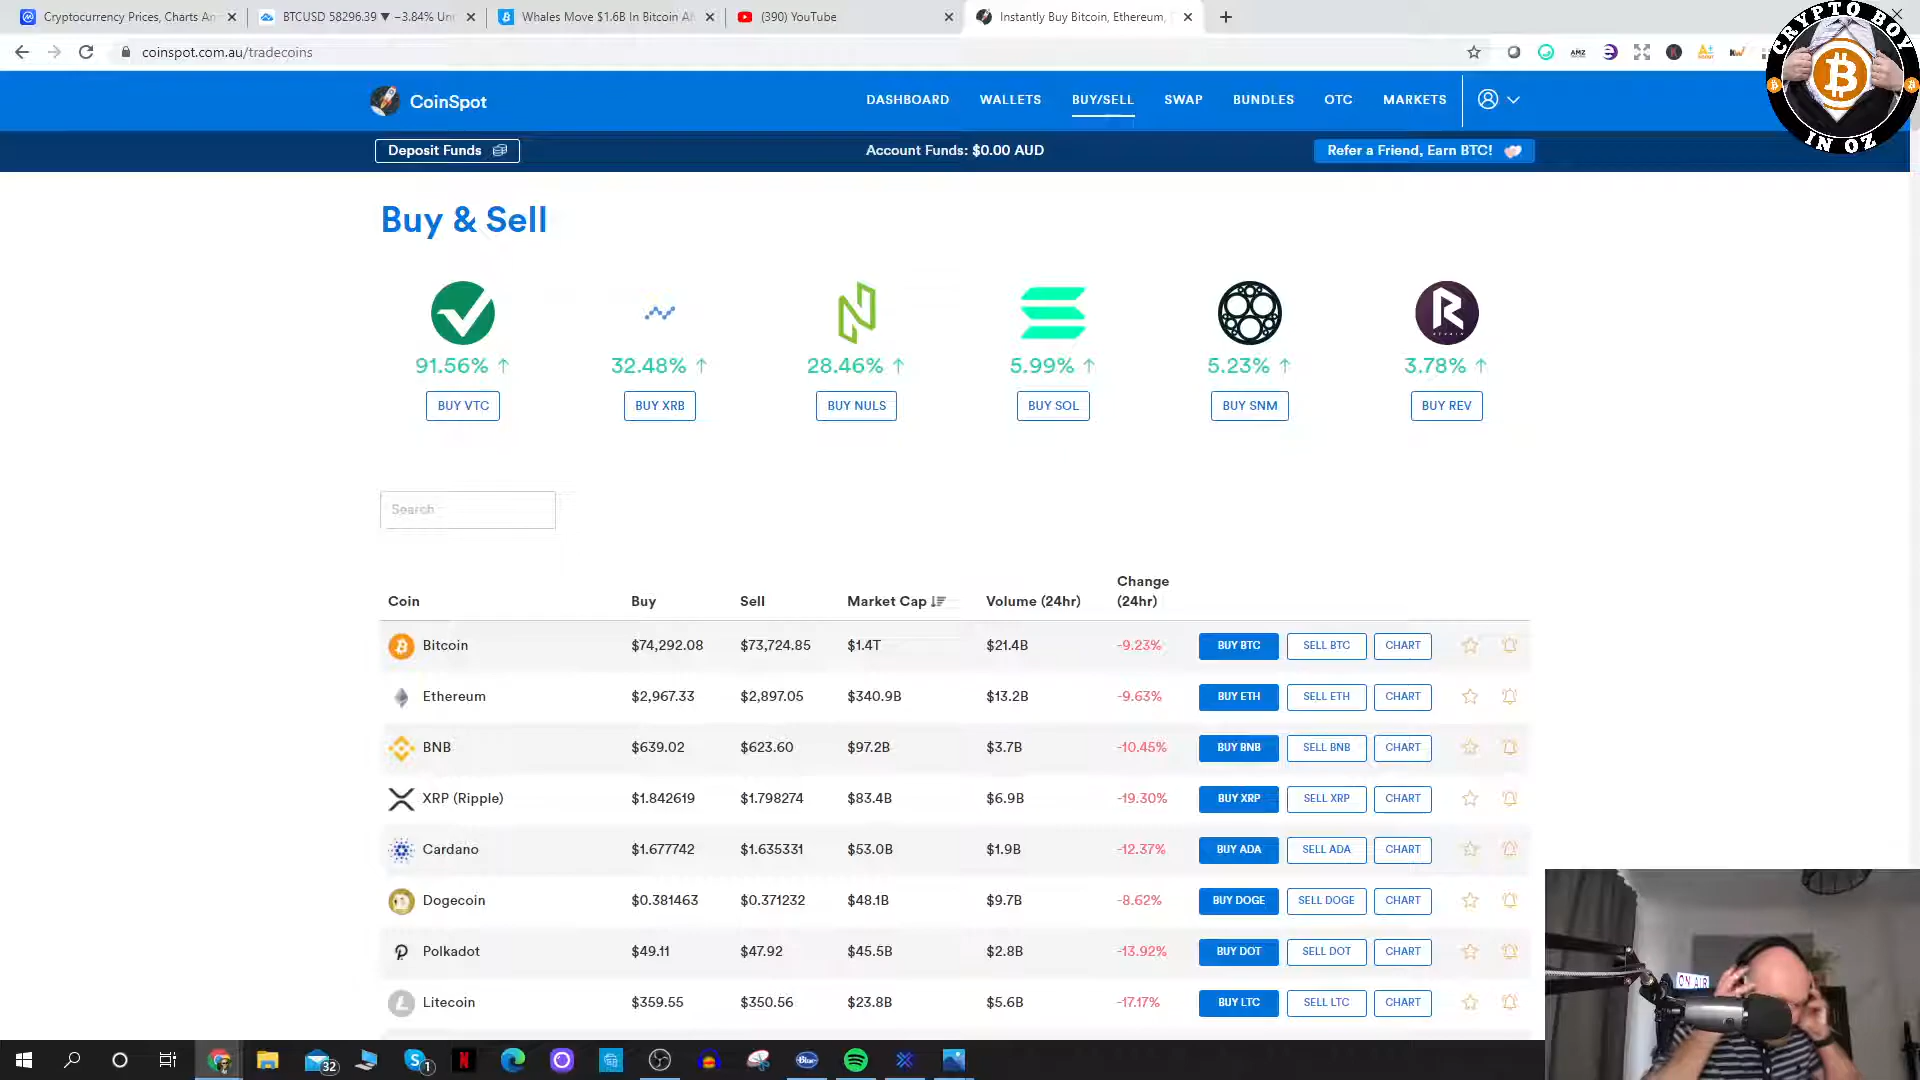 Cryptocurrency Prices, Charts An
BTCUSD 58296.39 ▼ −3.84% Un
Whales Move $1.6B In Bitcoin A
(390) YouTube
Instantly Buy Bitcoin, Ethereum,
coinspot.com.au/tradecoins
CRYPTO BOY
IN OZ
CoinSpot
DASHBOARD
WALLETS
BUY/SELL
SWAP
BUNDLES
OTC
MARKETS
Deposit Funds
Account Funds: $0.00 AUD
Refer a Friend, Earn BTC!
Buy & Sell
91.56% ↑
32.48% ↑
28.46% ↑
5.99% ↑
5.23% ↑
3.78% ↑
BUY VTC
BUY XRB
BUY NULS
BUY SOL
BUY SNM
BUY REV
Search
Coin Buy Sell Market Cap Volume (24hr) Change
(24hr)
Bitcoin $74,292.08 $73,724.85 $1.4T $21.4B -9.23% BUY BTC SELL BTC CHART
Ethereum $2,967.33 $2,897.05 $340.9B $13.2B -9.63% BUY ETH SELL ETH CHART
BNB $639.02 $623.60 $97.2B $3.7B -10.45% BUY BNB SELL BNB CHART
XRP (Ripple) $1.842619 $1.798274 $83.4B $6.9B -19.30% BUY XRP SELL XRP CHART
Cardano $1.677742 $1.635331 $53.0B $1.9B -12.37% BUY ADA SELL ADA CHART
Dogecoin $0.381463 $0.371232 $48.1B $9.7B -8.62% BUY DOGE SELL DOGE CHART
Polkadot $49.11 $47.92 $45.5B $2.8B -13.92% BUY DOT SELL DOT CHART
Litecoin $359.55 $350.56 $23.8B $5.6B -17.17% BUY LTC SELL LTC CHART
ON AIR
32
1